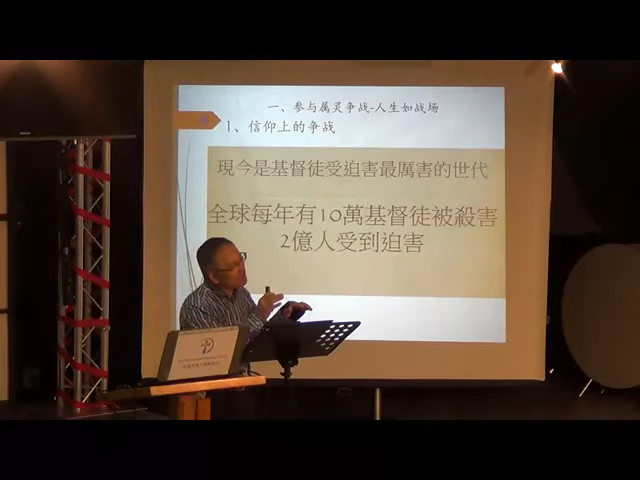 一、参与属灵争战-人生如战场
1、信仰上的争战
現今是基督徒受迫害最厲害的世代
全球每年有10萬基督徒被殺害
2億人受到迫害